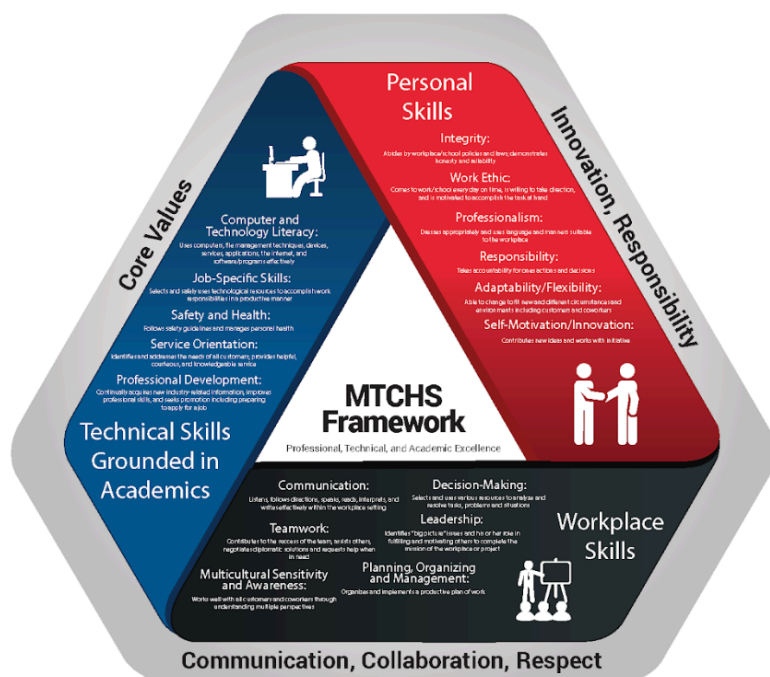 Core Values
Innovation, Responsibility
Communication, Collaboration, Respect
Personal
Skills
Integrity:
Abides by workplace/school policies and laws; demonstrates
honesty and reliability
Work Ethic:
Comes to work/school every day on time, is willing to take direction,
and is motivated to accomplish the task at hand
Professionalism:
Dresses appropriately and uses language and manners suitable
to the workplace
Responsibility:
Takes accountability for ones actions and decisions
Adaptability/Flexibility:
Able to change to fit new and different circumstances and
environments including customers and coworkers
Self-Motivation/Innovation:
Contributes new ideas and works with initiative
Computer and
Technology Literacy:
Uses computers, file management techniques, devices,
services, applications, the internet, and
software/programs effectively
Job-Specific Skills:
Selects and safely uses technological resources to accomplish work
responsibilities in a productive manner
Safety and Health:
Follows safety guidelines and manages personal health
Service Orientation:
Identifies and addresses the needs of all customers, provides helpful,
courteous, and knowledgeable service
Professional Development:
Continually acquires new industry-related information, improves
professional skills, and seeks promotion including preparing
to apply for a job
Technical Skills
Grounded in
Academics
MTCHS
Framework
Professional, Technical, and Academic Excellence
Communication:
Listens, follows directions, speaks, reads, interprets, and
writes effectively within the workplace setting
Teamwork:
Contributes to the success of the team, assists others,
negotiates diplomatic solutions and requests help when
in need
Multicultural Sensitivity
and Awareness:
Works well with all customers and coworkers through
understanding multiple perspectives
Decision-Making:
Selects and uses various resources to analyze and
resolve tasks, problems and situations
Leadership:
Identifies "big picture" issues and his or her role in
fulfilling and motivating others to complete the
mission of the workplace or project
Planning, Organizing
and Management:
Organizes and implements a productive plan of work
Workplace
Skills